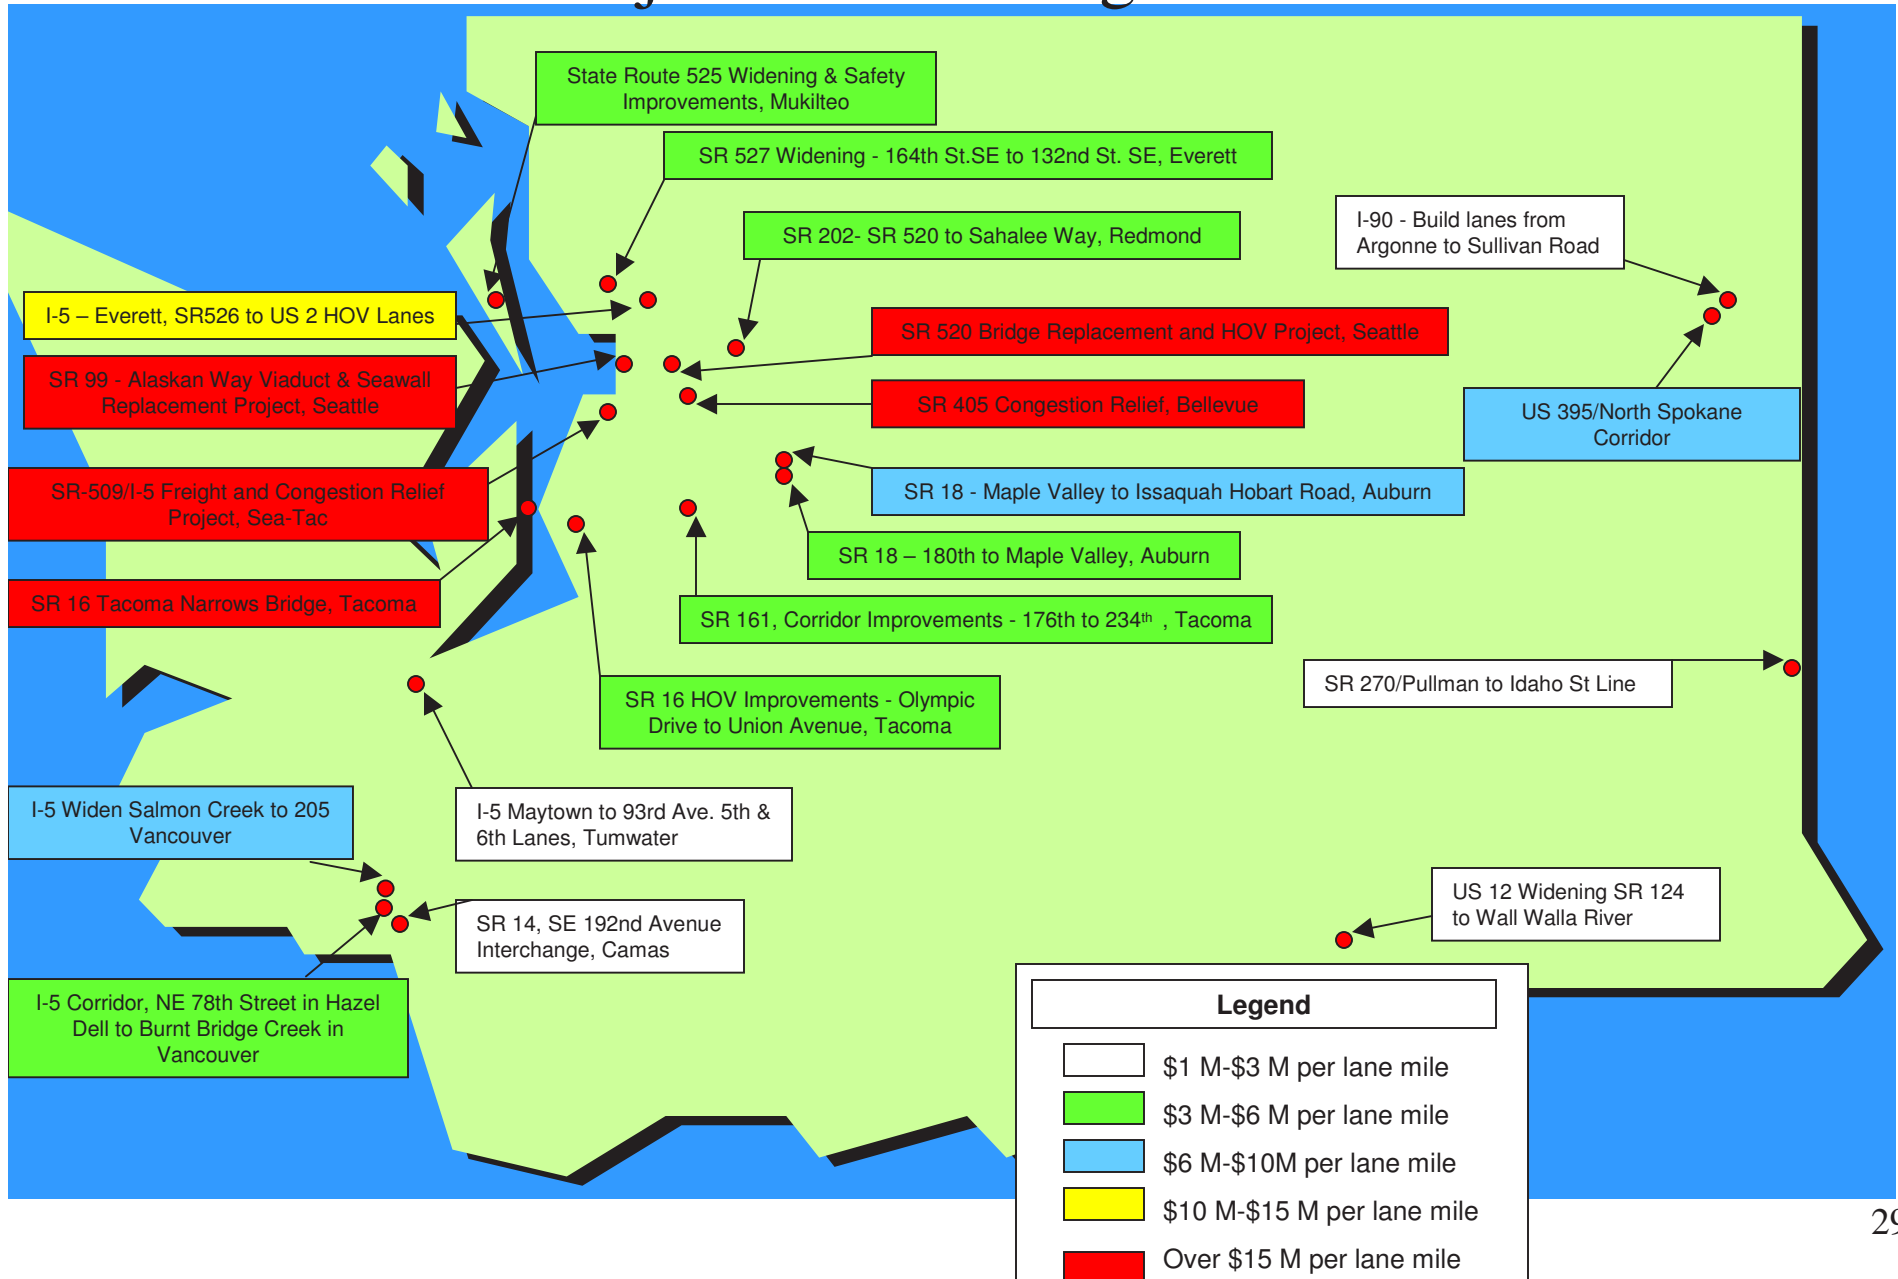 State Route 525 Widening & Safety
Improvements, Mukilteo
SR 527 Widening - 164th St.SE to 132nd St. SE, Everett
SR 202- SR 520 to Sahalee Way, Redmond
I-90 - Build lanes from
Argonne to Sullivan Road
I-5 – Everett, SR526 to US 2 HOV Lanes
SR 520 Bridge Replacement and HOV Project, Seattle
SR 99 - Alaskan Way Viaduct & Seawall
Replacement Project, Seattle
SR 405 Congestion Relief, Bellevue
US 395/North Spokane
Corridor
SR-509/I-5 Freight and Congestion Relief
Project, Sea-Tac
SR 18 - Maple Valley to Issaquah Hobart Road, Auburn
SR 18 – 180th to Maple Valley, Auburn
SR 16 Tacoma Narrows Bridge, Tacoma
SR 161, Corridor Improvements - 176th to 234th , Tacoma
SR 270/Pullman to Idaho St Line
SR 16 HOV Improvements - Olympic
Drive to Union Avenue, Tacoma
I-5 Widen Salmon Creek to 205
Vancouver
I-5 Maytown to 93rd Ave. 5th &
6th Lanes, Tumwater
US 12 Widening SR 124
to Wall Walla River
SR 14, SE 192nd Avenue
Interchange, Camas
I-5 Corridor, NE 78th Street in Hazel
Dell to Burnt Bridge Creek in
Vancouver
Legend
$1 M-$3 M per lane mile
$3 M-$6 M per lane mile
$6 M-$10M per lane mile
$10 M-$15 M per lane mile
Over $15 M per lane mile
29